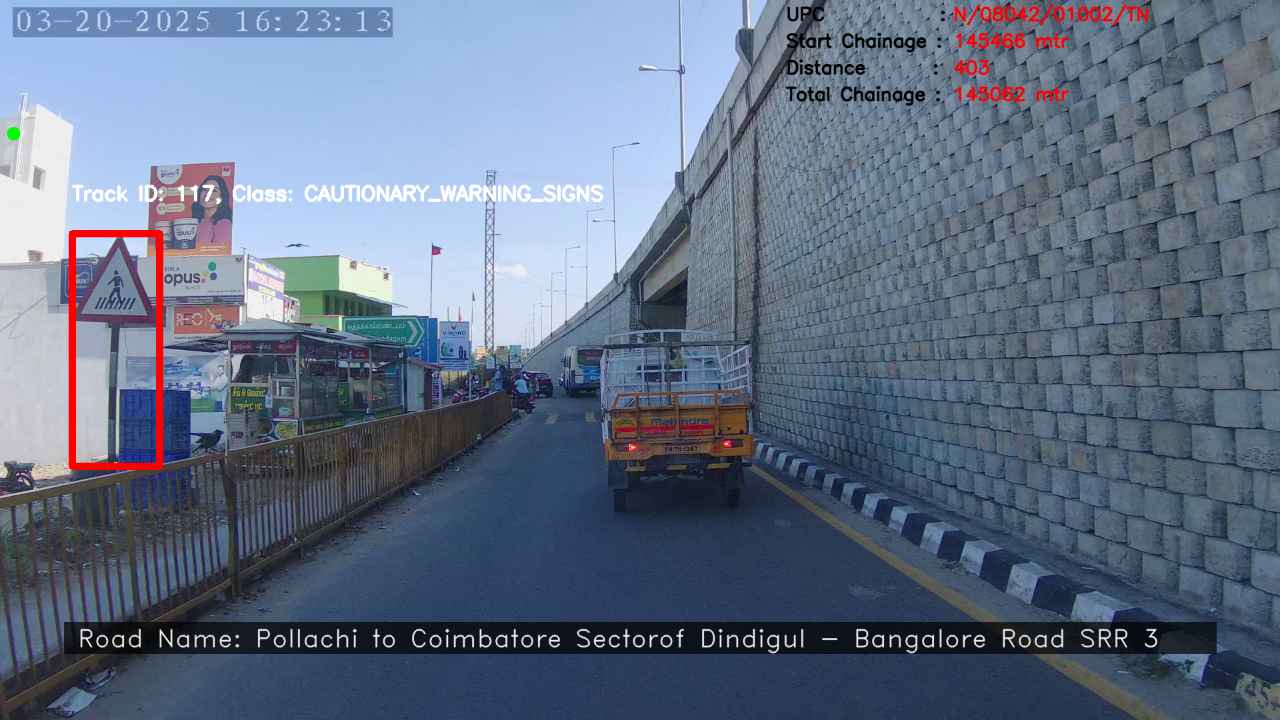 03-20-2025 16:23:13
UPC : N/08042/01002/TN
Start Chainage : 145466 mtr
Distance : 403
Total Chainage : 145062 mtr
Track ID: 117, Class: CAUTIONARY_WARNING_SIGNS
opus
mahindra
Road Name: Pollachi to Coimbatore Sectorof Dindigul - Bangalore Road SRR 3